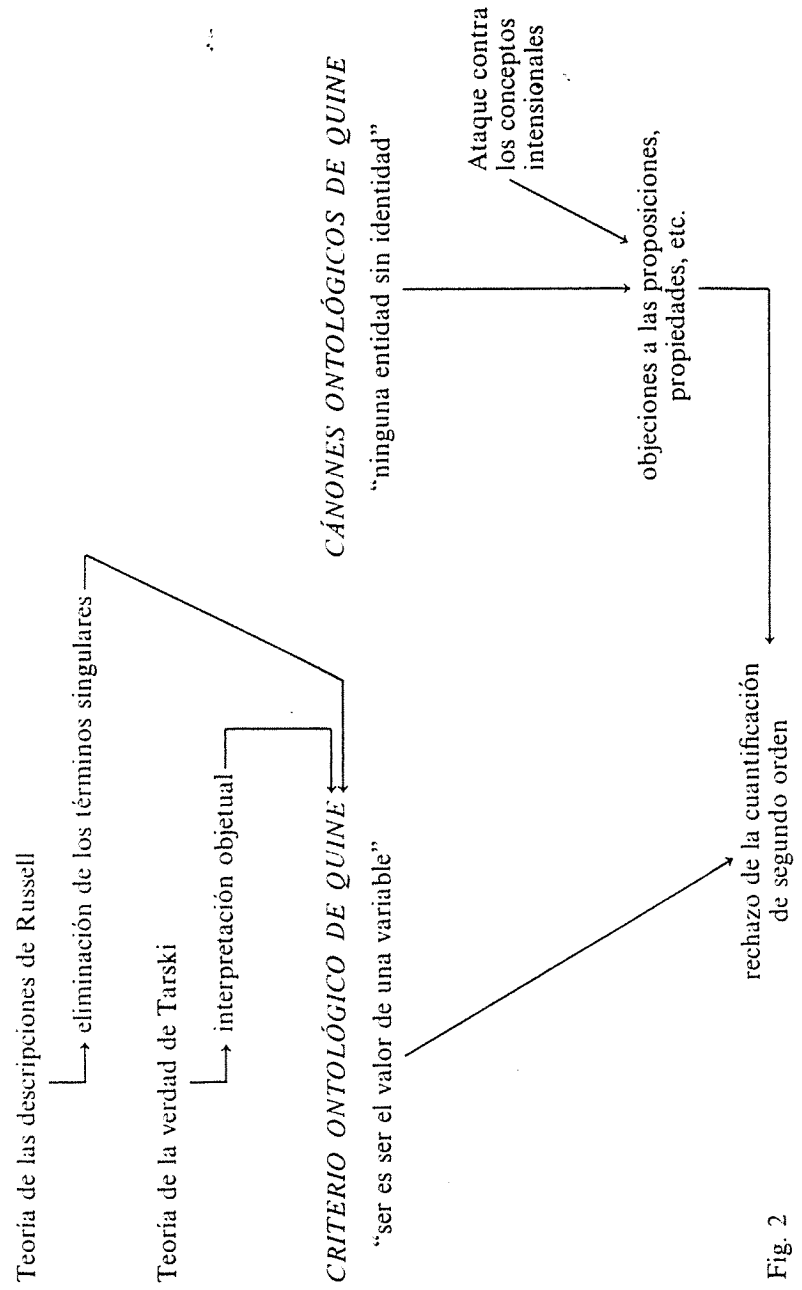 Teoría de las descripciones de Russell
eliminación de los términos singulares
Teoría de la verdad de Tarski
interpretación objetual
CRITERIO ONTOLÓGICO DE QUINE
“ser es ser el valor de una variable”
CÁNONES ONTOLÓGICOS DE QUINE
“ninguna entidad sin identidad”
Ataque contra
los conceptos
intensionales
objeciones a las proposiciones,
propiedades, etc.
rechazo de la cuantificación
de segundo orden
Fig. 2